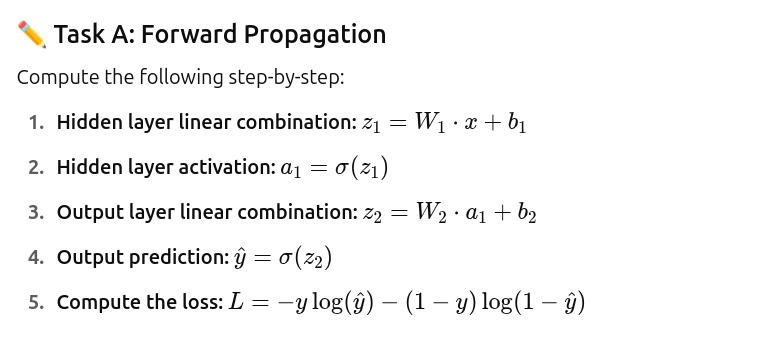 ✏️ Task A: Forward Propagation
Compute the following step-by-step:
1. Hidden layer linear combination: z₁ = W₁ · x + b₁
2. Hidden layer activation: a₁ = σ(z₁)
3. Output layer linear combination: z₂ = W₂ · a₁ + b₂
4. Output prediction: ŷ = σ(z₂)
5. Compute the loss: L = −y log(ŷ) − (1 − y) log(1 − ŷ)